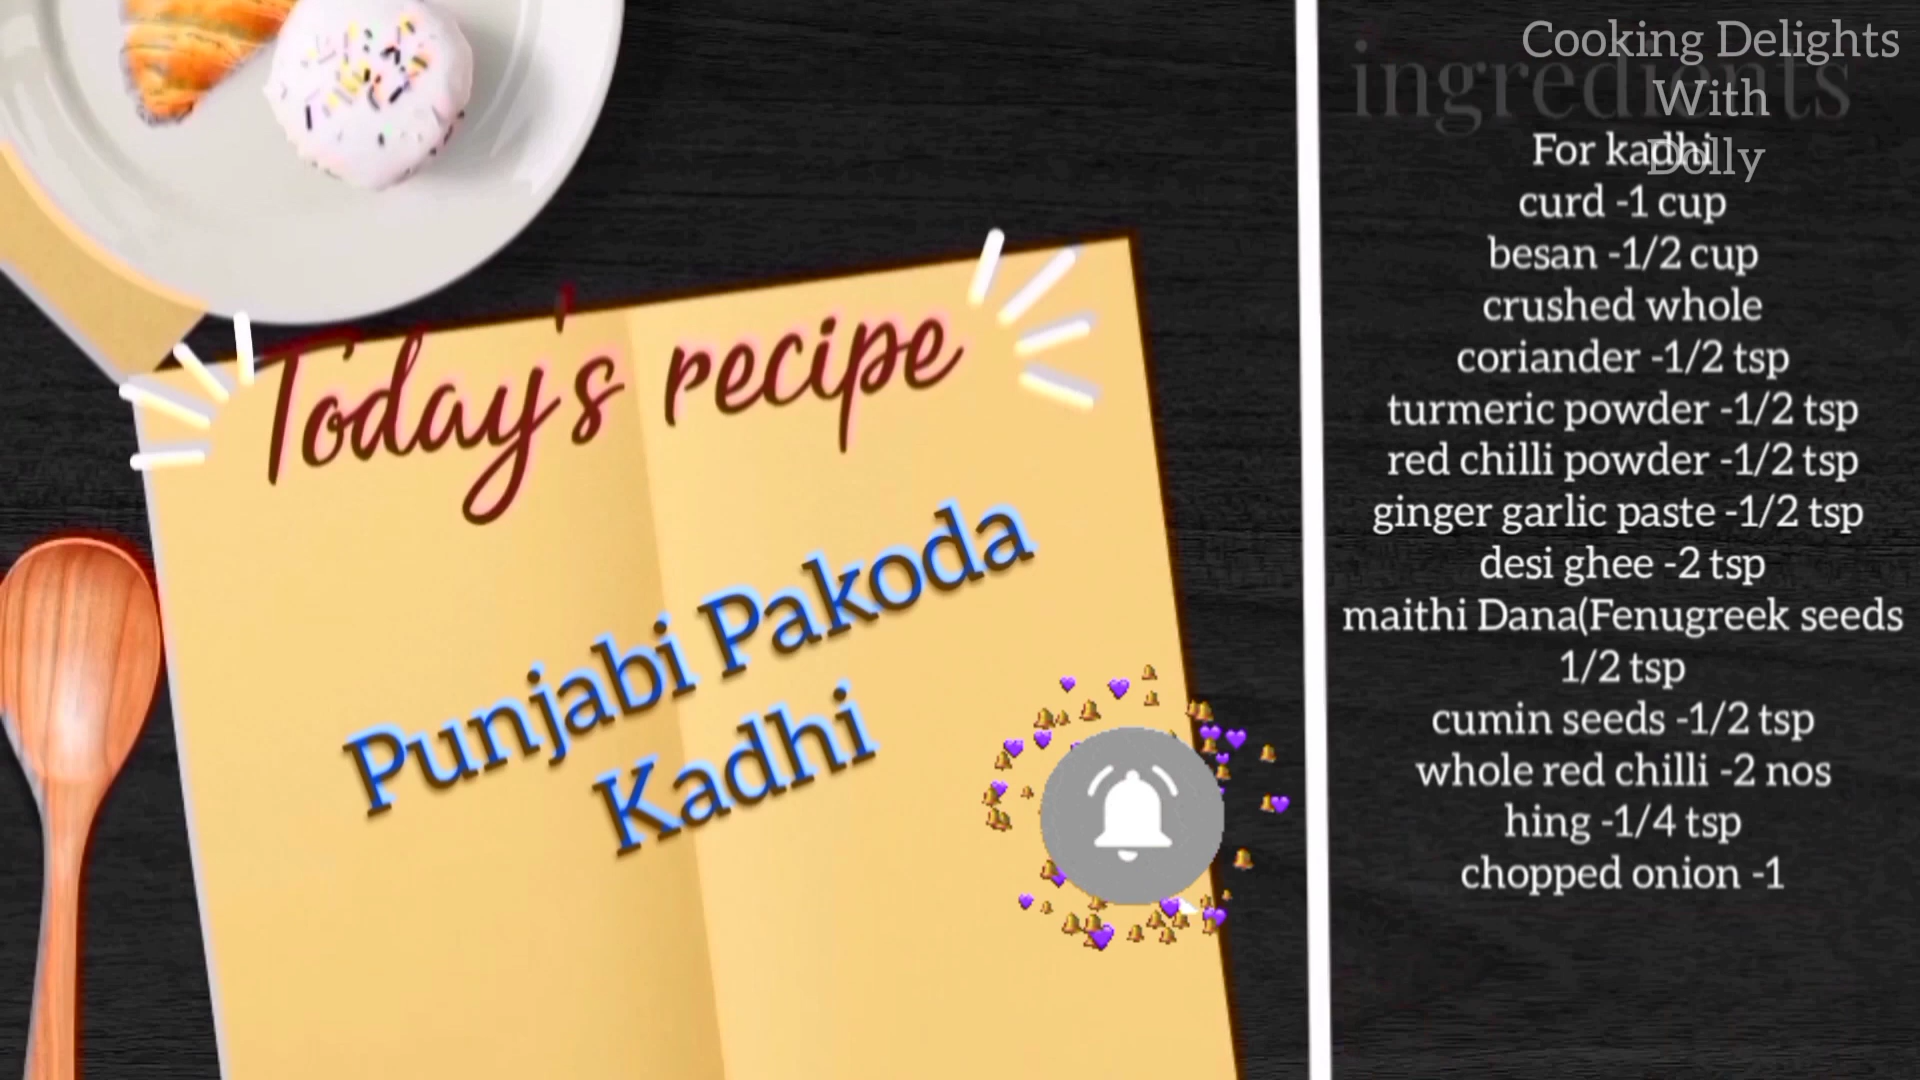 Today's recipe
Punjabi Pakoda
Kadhi
Cooking Delights
With
Dolly
ingredients
For kadhi
curd -1 cup
besan -1/2 cup
crushed whole
coriander -1/2 tsp
turmeric powder -1/2 tsp
red chilli powder -1/2 tsp
ginger garlic paste -1/2 tsp
desi ghee -2 tsp
maithi Dana(Fenugreek seeds
1/2 tsp
cumin seeds -1/2 tsp
whole red chilli -2 nos
hing -1/4 tsp
chopped onion -1